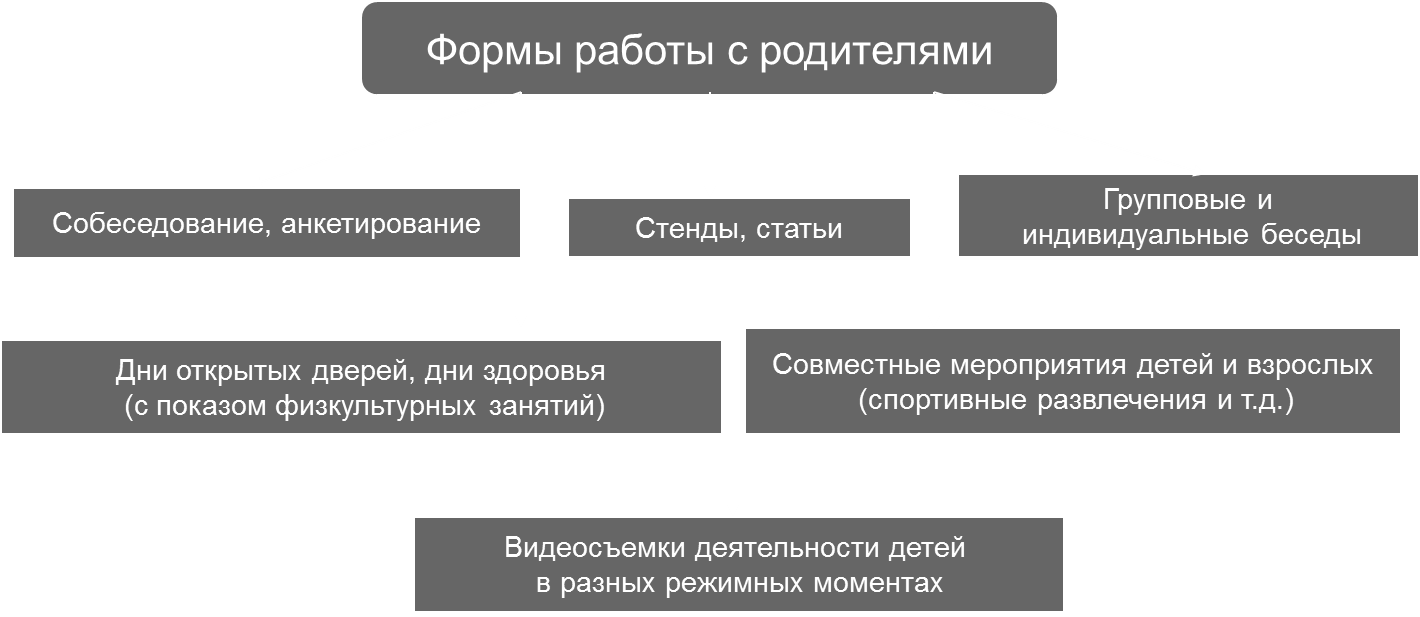 Формы работы с родителями
Собеседование, анкетирование
Стенды, статьи
Групповые и
индивидуальные беседы
Дни открытых дверей, дни здоровья
(с показом физкультурных занятий)
Совместные мероприятия детей и взрослых
(спортивные развлечения и т.д.)
Видеосъемки деятельности детей
в разных режимных моментах